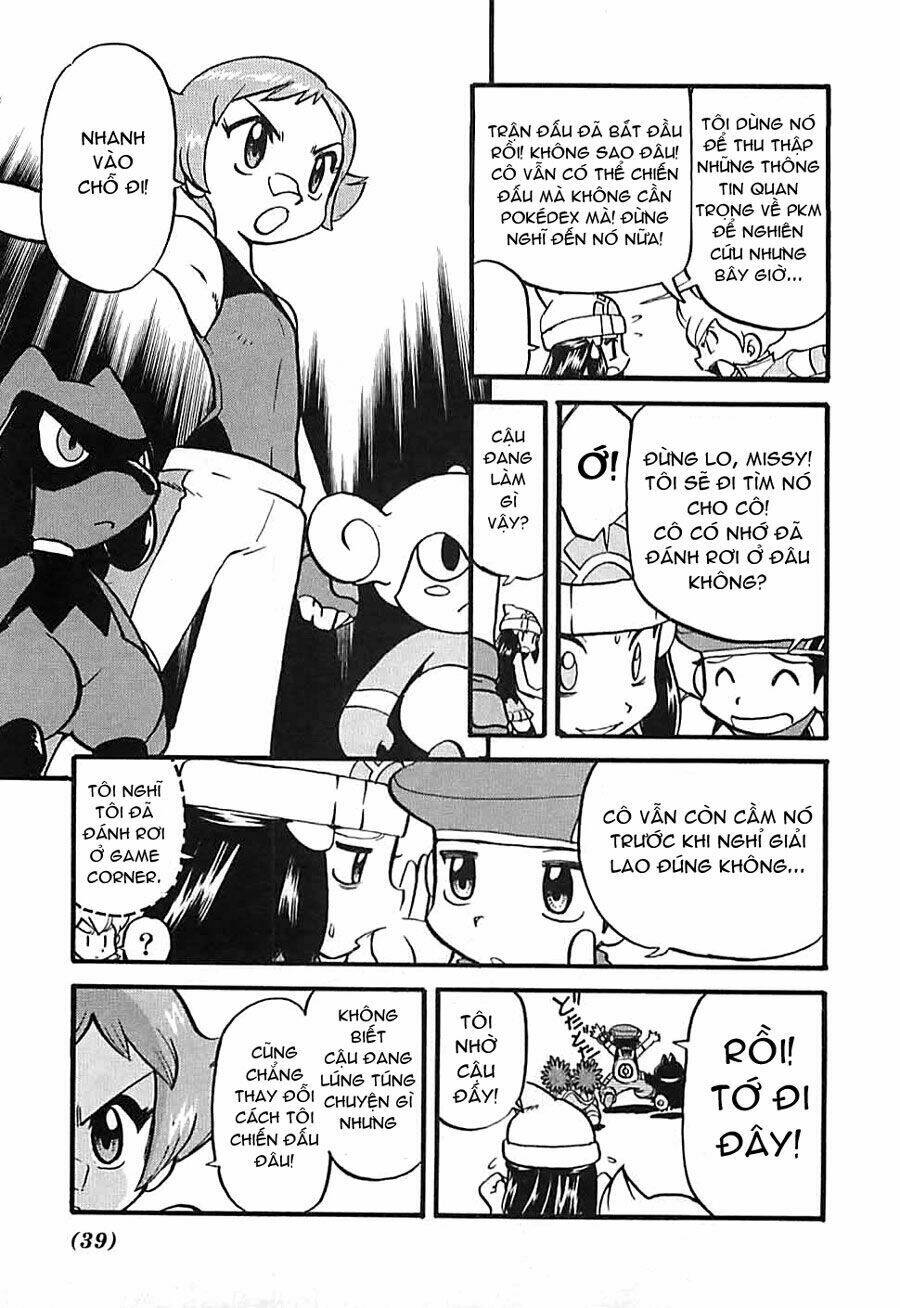 TÔI DÙNG NÓ
ĐỂ THU THẬP
NHỮNG THÔNG
TIN QUAN
TRỌNG VỀ PKM
ĐỂ NGHIÊN
CỨU NHƯNG
BÂY GIỜ...
TRẬN ĐẤU ĐÃ BẮT ĐẦU
RỒI! KHÔNG SAO ĐÂU!
CÔ VẪN CÓ THỂ CHIẾN
ĐẤU MÀ KHÔNG CẦN
POKÉDEX MÀ! ĐỪNG
NGHĨ ĐẾN NÓ NỮA!
ĐỪNG LO, MISSY!
TÔI SẼ ĐI TÌM NÓ
CHO CÔ!
CÔ CÓ NHỚ ĐÃ
ĐÁNH RƠI Ở ĐÂU
KHÔNG?
Ớ!
CẬU
ĐANG
LÀM
GÌ
VẬY?
NHANH
VÀO
CHỖ ĐI!
CÔ VẪN CÒN CẦM NÓ
TRƯỚC KHI NGHỈ GIẢI
LAO ĐÚNG KHÔNG...
TÔI NGHĨ
TÔI ĐÃ
ĐÁNH RƠI
Ở GAME
CORNER.
?
RỒI!
TỚ ĐI
ĐÂY!
どどどど
TÔI
NHỜ
CẬU
ĐẤY!
KHÔNG
BIẾT
CẬU ĐANG
LÚNG TÚNG
CHUYỆN GÌ
NHƯNG
CŨNG
CHẲNG
THAY ĐỔI
CÁCH TÔI
CHIẾN ĐẤU
ĐÂU!
(39)